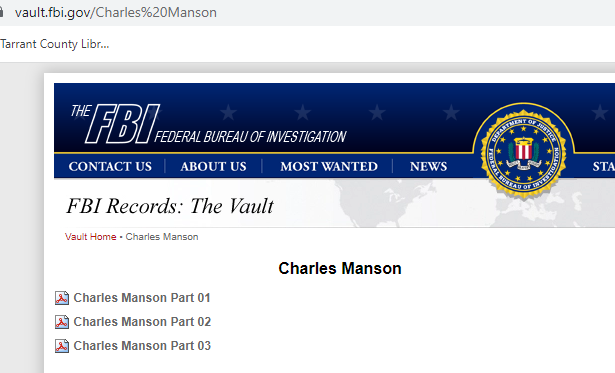 vault.fbi.gov/Charles%20Manson
Tarrant County Libr...
THE FBI FEDERAL BUREAU OF INVESTIGATION
DEPARTMENT OF JUSTICE
FEDERAL BUREAU OF INVESTIGATION
CONTACT US ABOUT US MOST WANTED NEWS STA
FBI Records: The Vault
Vault Home • Charles Manson
Charles Manson
Charles Manson Part 01
Charles Manson Part 02
Charles Manson Part 03